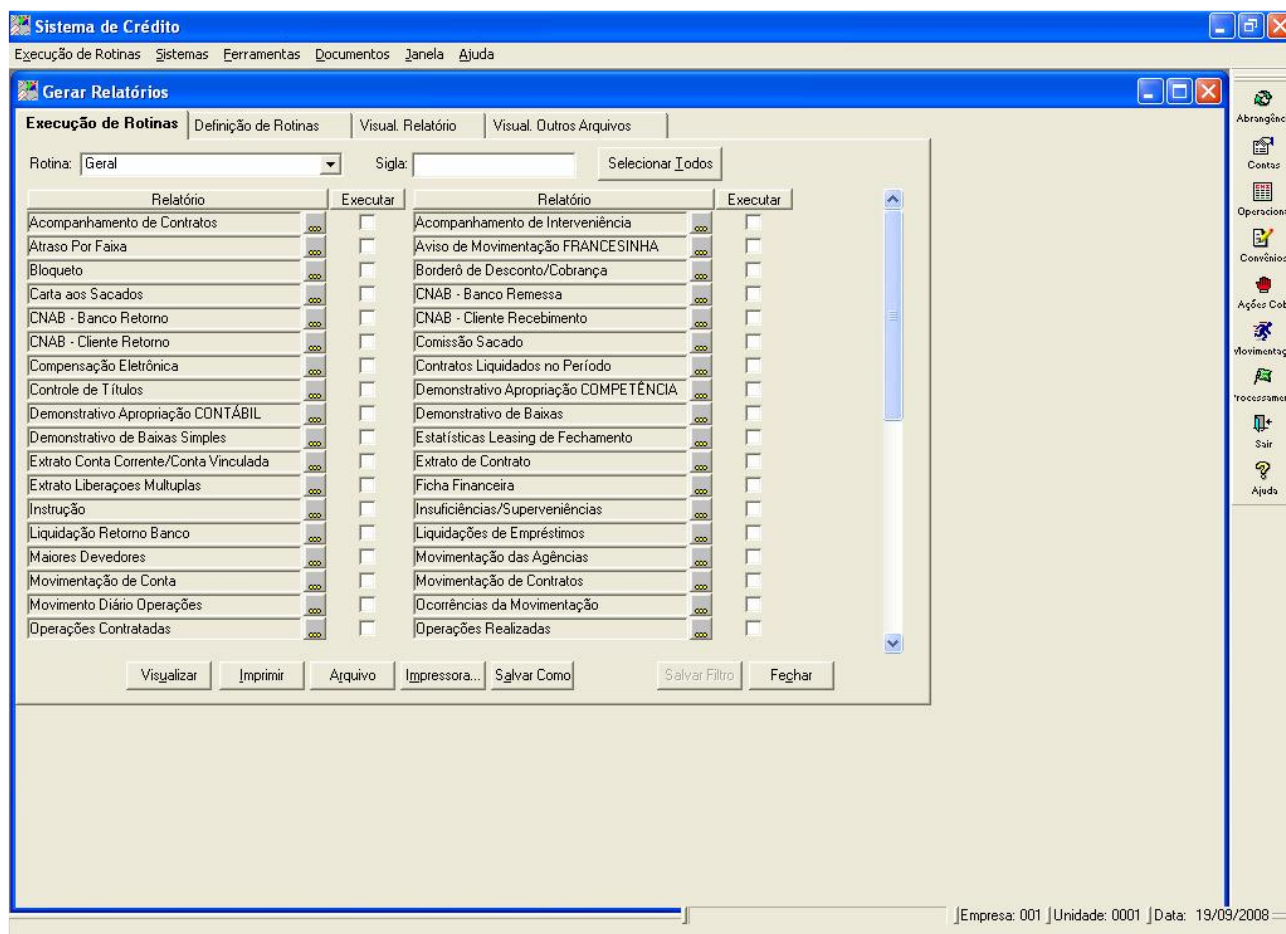 Sistema de Crédito
Execução de Rotinas Sistemas Ferramentas Documentos Janela Ajuda
Gerar Relatórios
Execução de Rotinas Definição de Rotinas Visual. Relatório Visual. Outros Arquivos
Rotina: Geral Sigla: Selecionar Todos
Relatório Executar Relatório Executar
Acompanhamento de Contratos Acompanhamento de Interveniência
Atraso Por Faixa Aviso de Movimentação FRANCESINHA
Bloqueto Borderô de Desconto/Cobrança
Carta aos Sacados CNAB - Banco Remessa
CNAB - Banco Retorno CNAB - Cliente Recebimento
CNAB - Cliente Retorno Comissão Sacado
Compensação Eletrônica Contratos Liquidados no Período
Controle de Títulos Demonstrativo Apropriação COMPETÊNCIA
Demonstrativo Apropriação CONTÁBIL Demonstrativo de Baixas
Demonstrativo de Baixas Simples Estatísticas Leasing de Fechamento
Extrato Conta Corrente/Conta Vinculada Extrato de Contrato
Extrato Liberaçoes Multuplas Ficha Financeira
Instrução Insuficiências/Superveniências
Liquidação Retorno Banco Liquidações de Empréstimos
Maiores Devedores Movimentação das Agências
Movimentação de Conta Movimentação de Contratos
Movimento Diário Operações Ocorrências da Movimentação
Operações Contratadas Operações Realizadas
Visualizar Imprimir Arquivo Impressora... Salvar Como Salvar Filtro Fechar
Abrangênc
Contas
Operaciona
Convênios
Ações Cob
Movimentaç
rocessamen
Sair
Ajuda
Empresa: 001 Unidade: 0001 Data: 19/09/2008